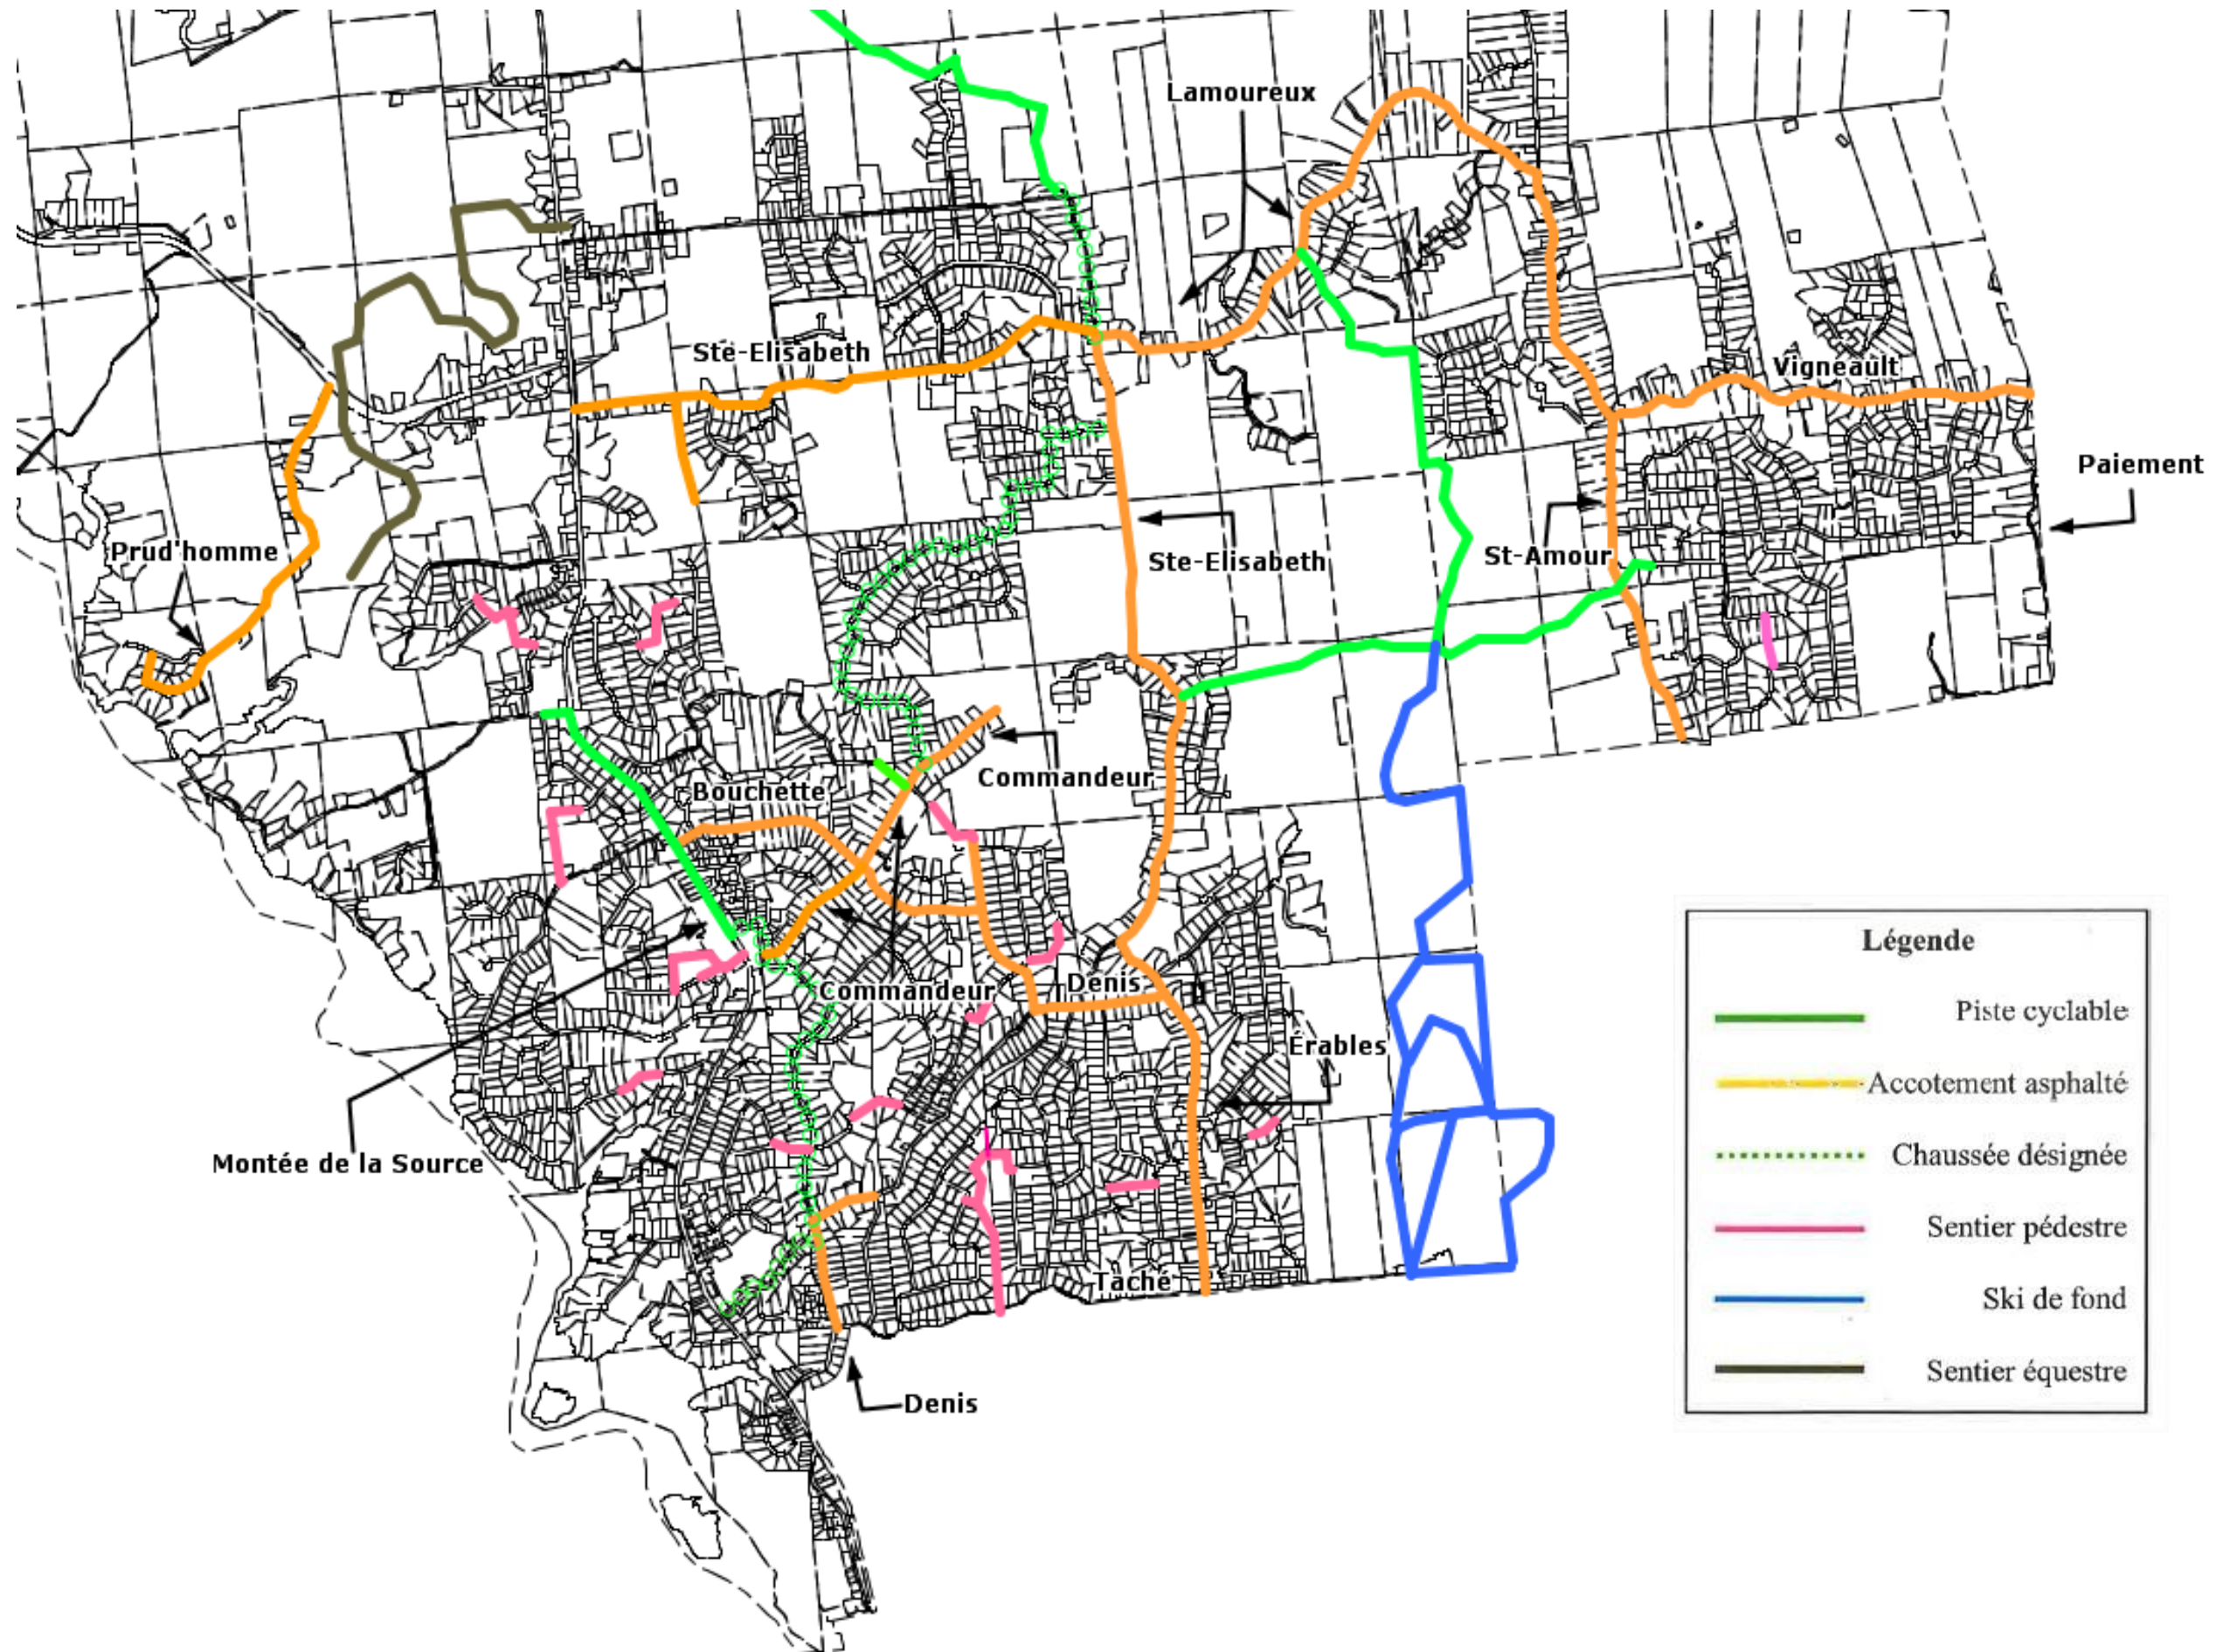 Lamoureux
Ste-Elisabeth
Vigneault
Paiement
Prud'homme
Ste-Elisabeth
St-Amour
Commandeur
Bouchette
Commandeur
Denis
Érables
Montée de la Source
Taché
Denis
Légende
Piste cyclable
Accotement asphalté
Chaussée désignée
Sentier pédestre
Ski de fond
Sentier équestre